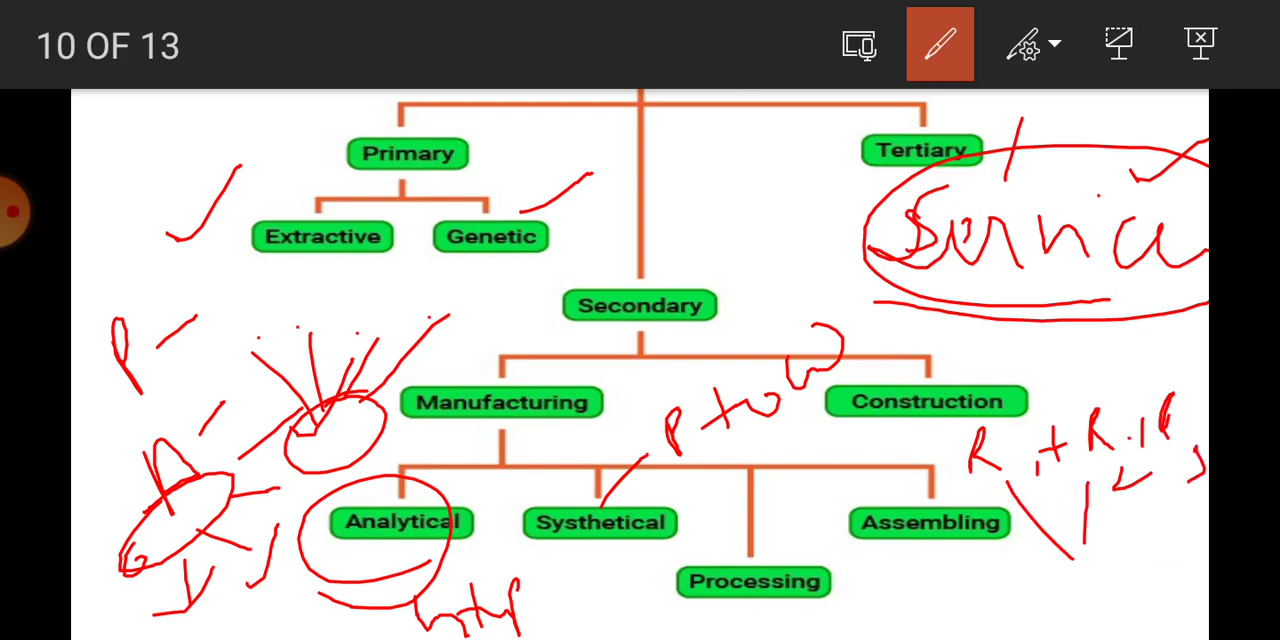 10 OF 13
Primary
Tertiary
Extractive
Genetic
Secondary
Manufacturing
Construction
Analytical
Systhetical
Assembling
Processing